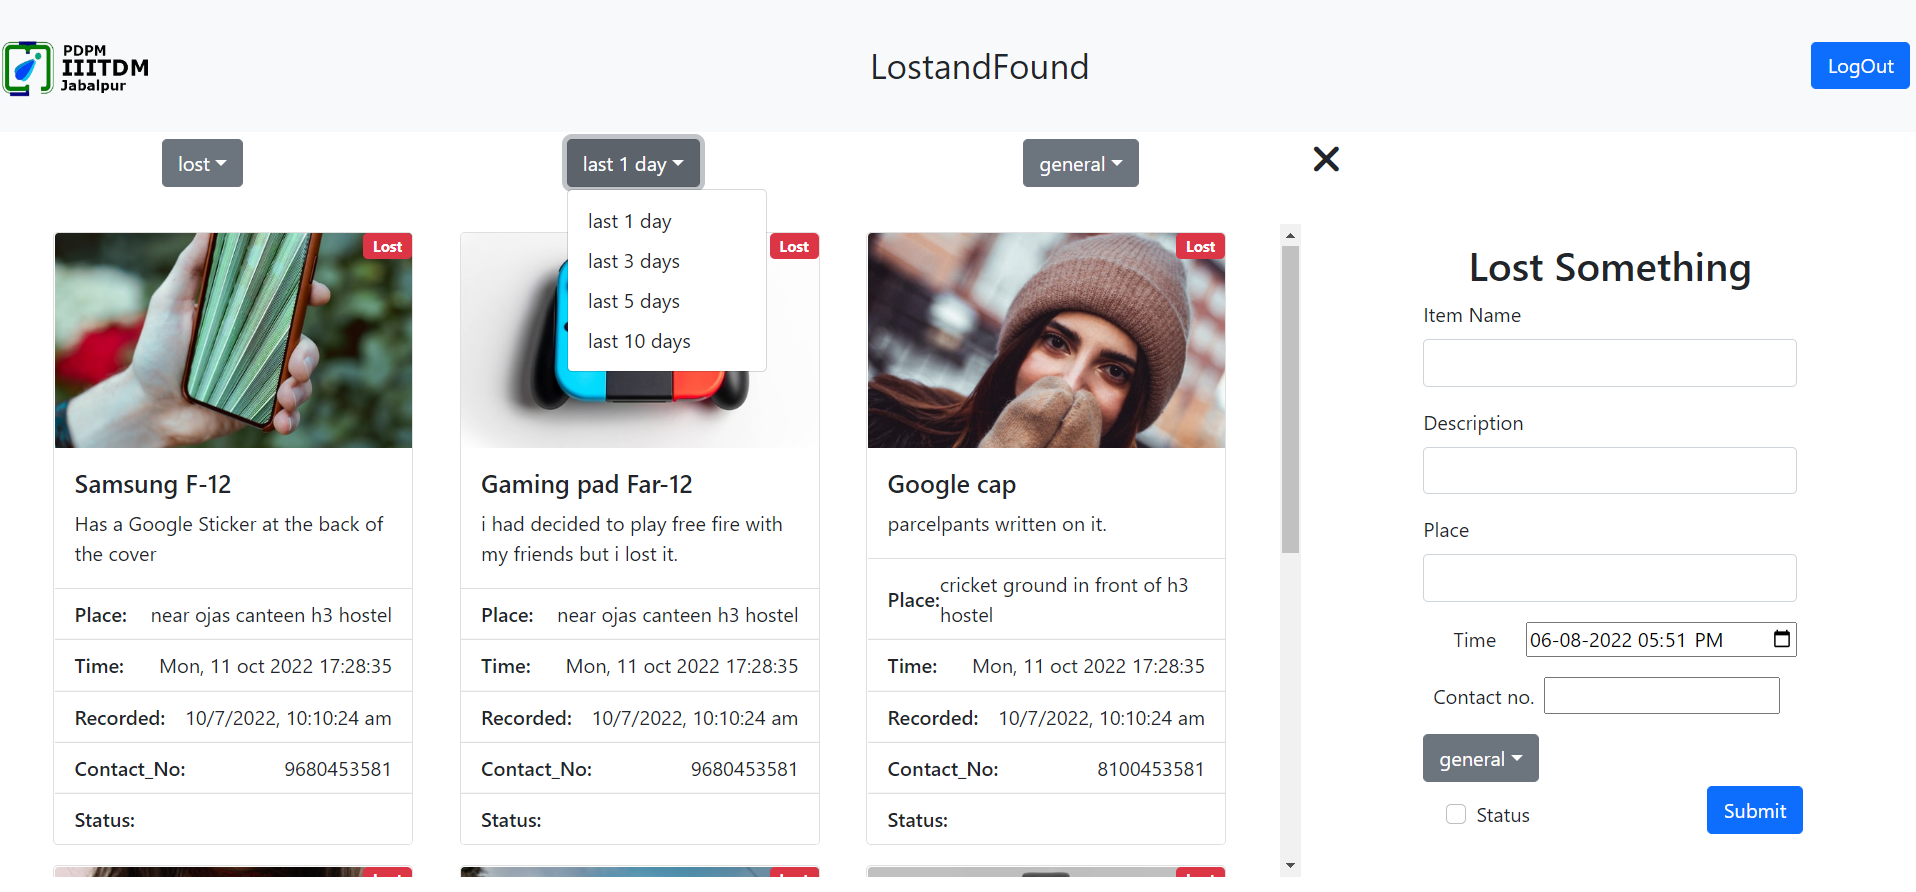 PDPM
IIITDM
Jabalpur
LostandFound
LogOut
lost
last 1 day
general
last 1 day
last 3 days
last 5 days
last 10 days
Lost
Samsung F-12
Has a Google Sticker at the back of
the cover
Place: near ojas canteen h3 hostel
Time: Mon, 11 oct 2022 17:28:35
Recorded: 10/7/2022, 10:10:24 am
Contact_No: 9680453581
Status:
Lost
Gaming pad Far-12
i had decided to play free fire with
my friends but i lost it.
Place: near ojas canteen h3 hostel
Time: Mon, 11 oct 2022 17:28:35
Recorded: 10/7/2022, 10:10:24 am
Contact_No: 9680453581
Status:
Lost
Google cap
parcelpants written on it.
Place: cricket ground in front of h3
hostel
Time: Mon, 11 oct 2022 17:28:35
Recorded: 10/7/2022, 10:10:24 am
Contact_No: 8100453581
Status:
Lost
Lost
Lost
Lost Something
Item Name
Description
Place
Time 06-08-2022 05:51 PM
Contact no.
general
Status
Submit